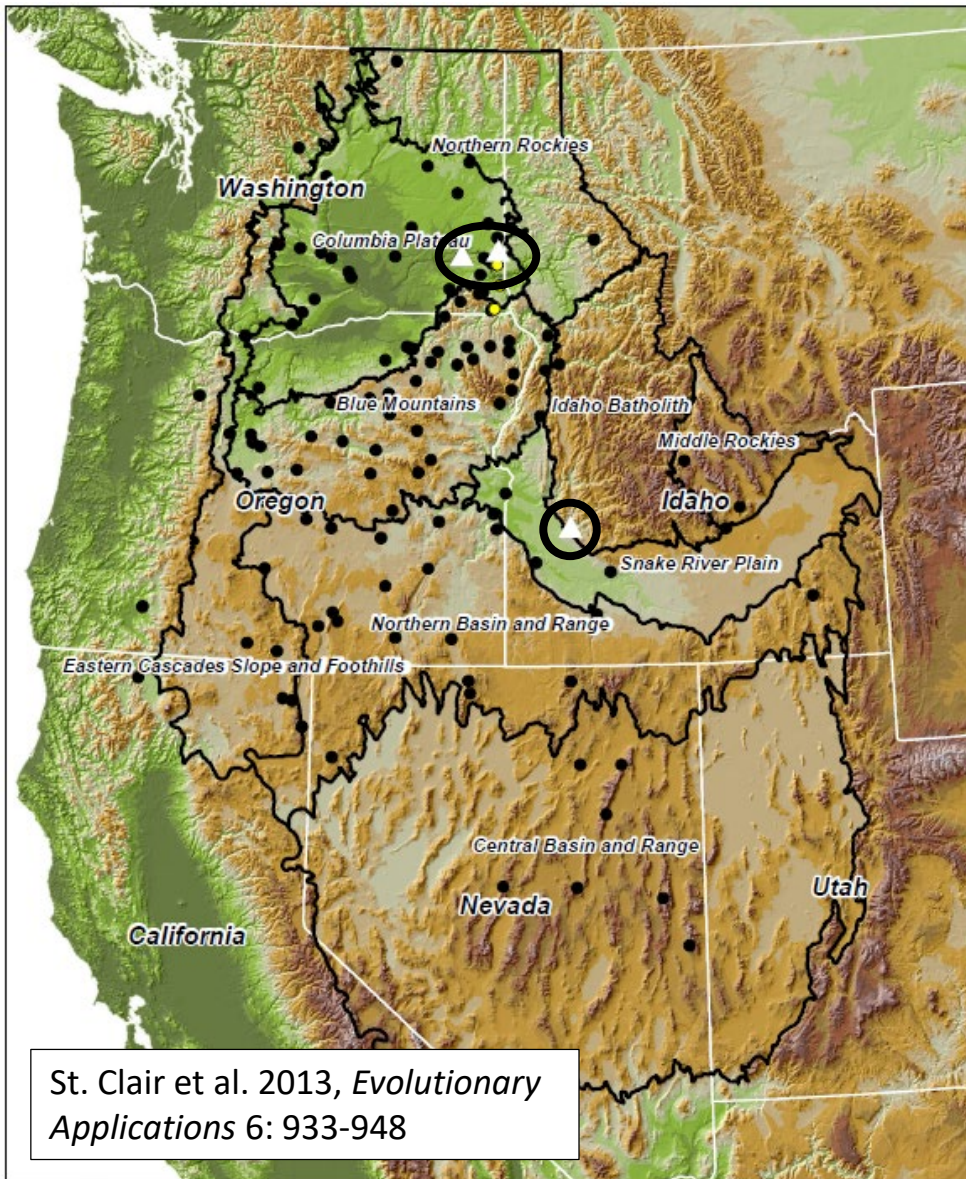 Northern Rockies
Washington
Columbia Plateau
Blue Mountains
Idaho Batholith
Middle Rockies
Oregon
Idaho
Snake River Plain
Northern Basin and Range
Eastern Cascades Slope and Foothills
Central Basin and Range
Utah
Nevada
California
St. Clair et al. 2013, Evolutionary
Applications 6: 933-948